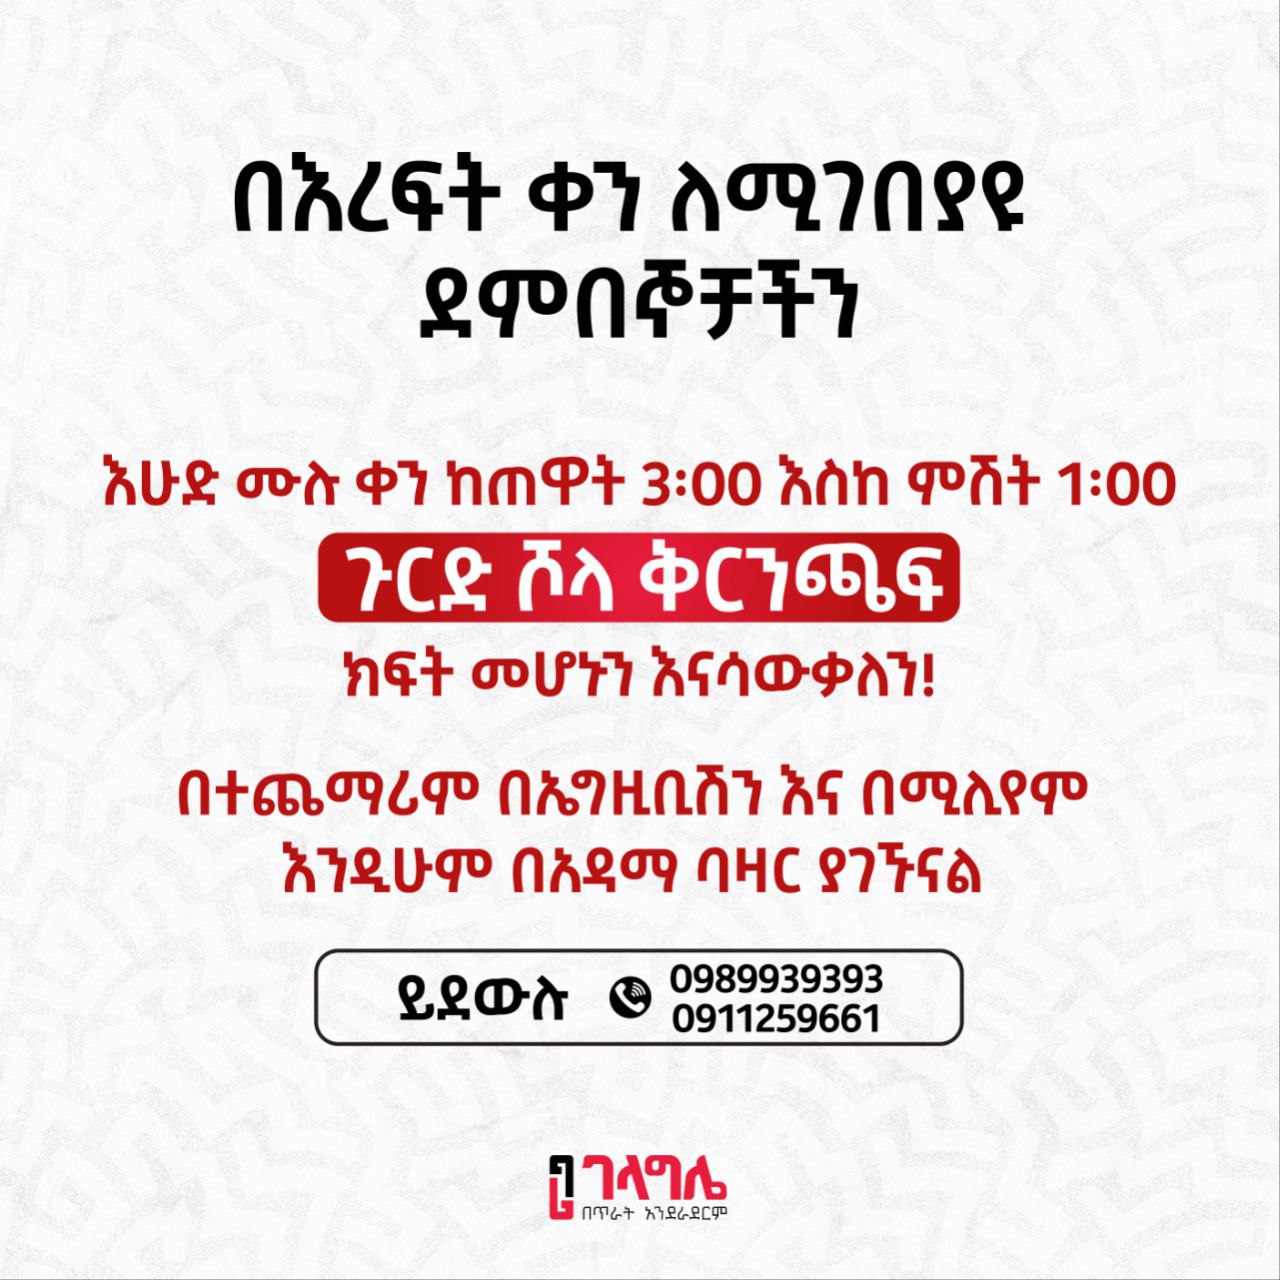 በእረፍት ቀን ለሚገበያዩ
ደምበኞቻችን
እሁድ ሙሉ ቀን ከጠዋት 3፡00 እስከ ምሽት 1፡00
ጉርድ ሾላ ቅርንጫፍ
ክፍት መሆኑን እናሳውቃለን!
በተጨማሪም በኤግዚቢሽን እና በሚሊየም
እንዲሁም በአዳማ ባዛር ያገኙናል
ይደውሉ 0989939393
0911259661
ገላግሌ
በጥራት አንደራደርም